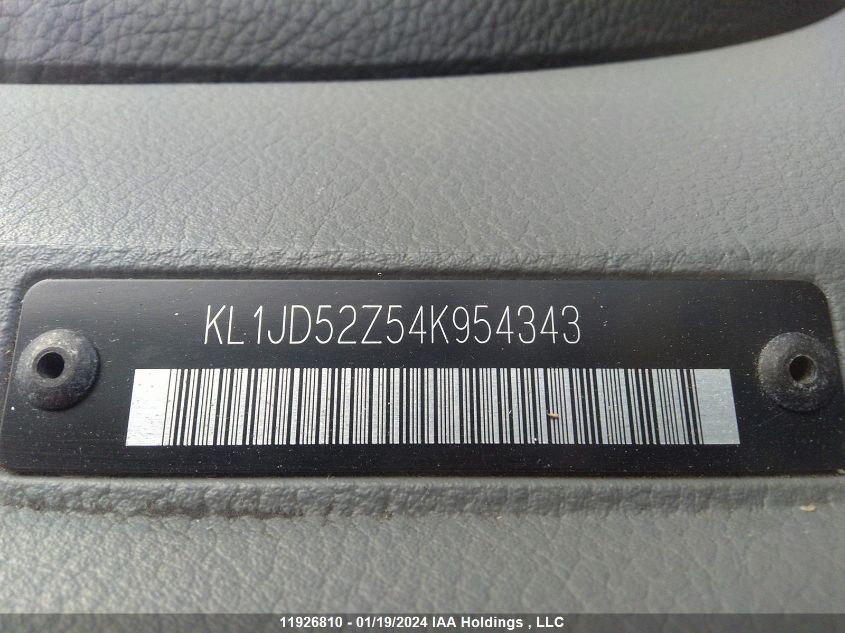 KL1JD52Z54K954343
11926810 - 01/19/2024 IAA Holdings , LLC